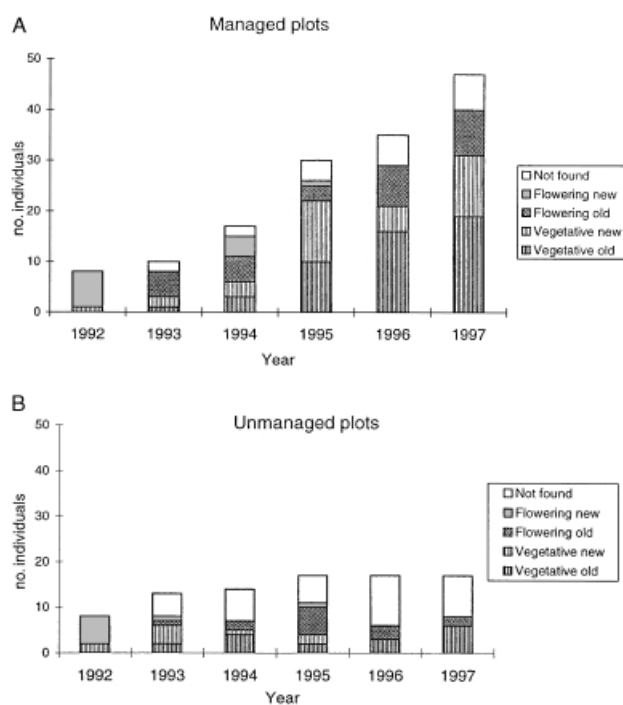 A
Managed plots
50
40
30
20
10
0
no. individuals
1992 1993 1994 1995 1996 1997
Year
Not found
Flowering new
Flowering old
Vegetative new
Vegetative old
B
Unmanaged plots
50
40
30
20
10
0
no. individuals
1992 1993 1994 1995 1996 1997
Year
Not found
Flowering new
Flowering old
Vegetative new
Vegetative old